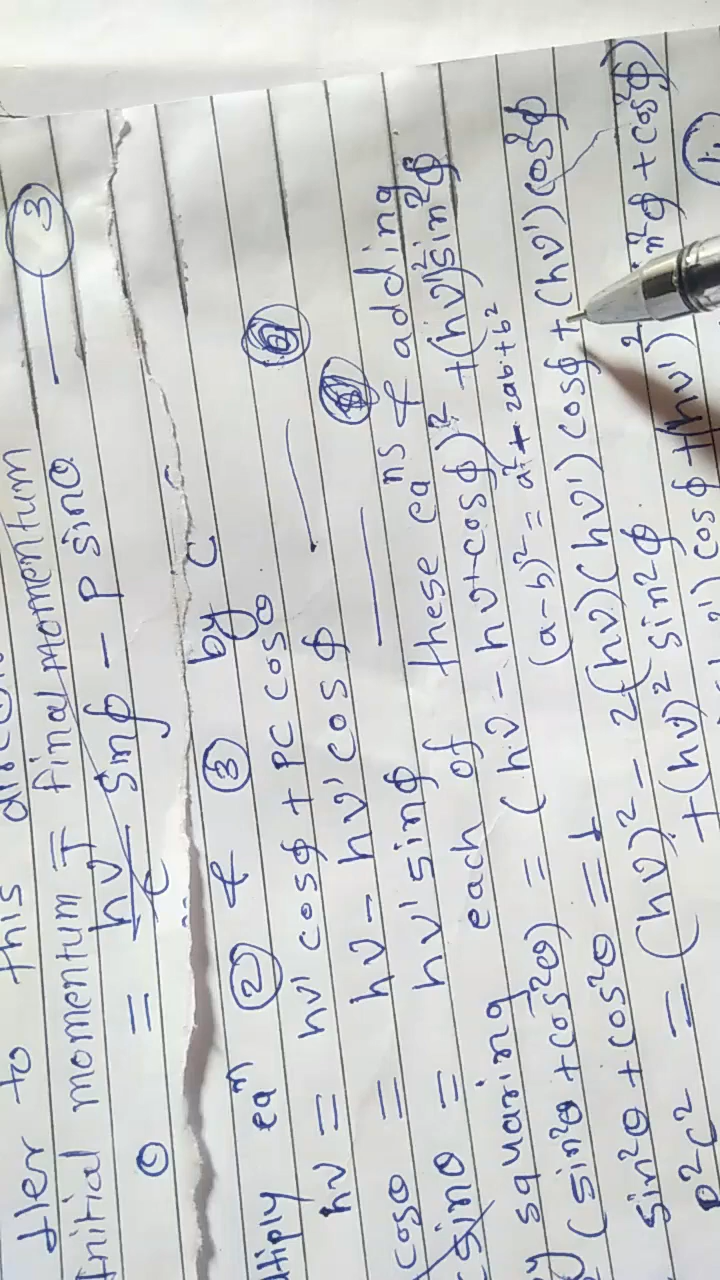 to this
Initial momentum = final momentum
0 = hν'/c sinϕ - P sinθ — ③
eqⁿ ② & ③ by c
hν = hν' cosϕ + PC cosθ
cosθ = hν - hν' cosϕ — ⑤
sinθ = hν' sinϕ
squaring each of these eqⁿˢ & adding
(sin²θ + cos²θ) = (hν - hν' cosϕ)² + (hν')² sin²ϕ
sin²θ + cos²θ = 1 (a-b)² = a² + 2ab + b²
P²C² = (hν)² - 2(hν)(hν') cosϕ + (hν') cos²ϕ
+ (hν)² sin²ϕ
cosϕ + (hν')² + cos²ϕ)